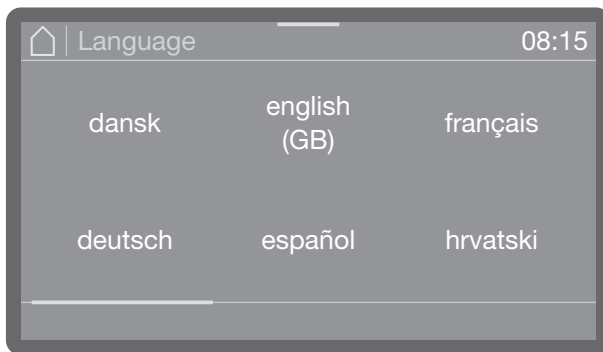 Language 08:15
dansk english (GB) français
deutsch español hrvatski